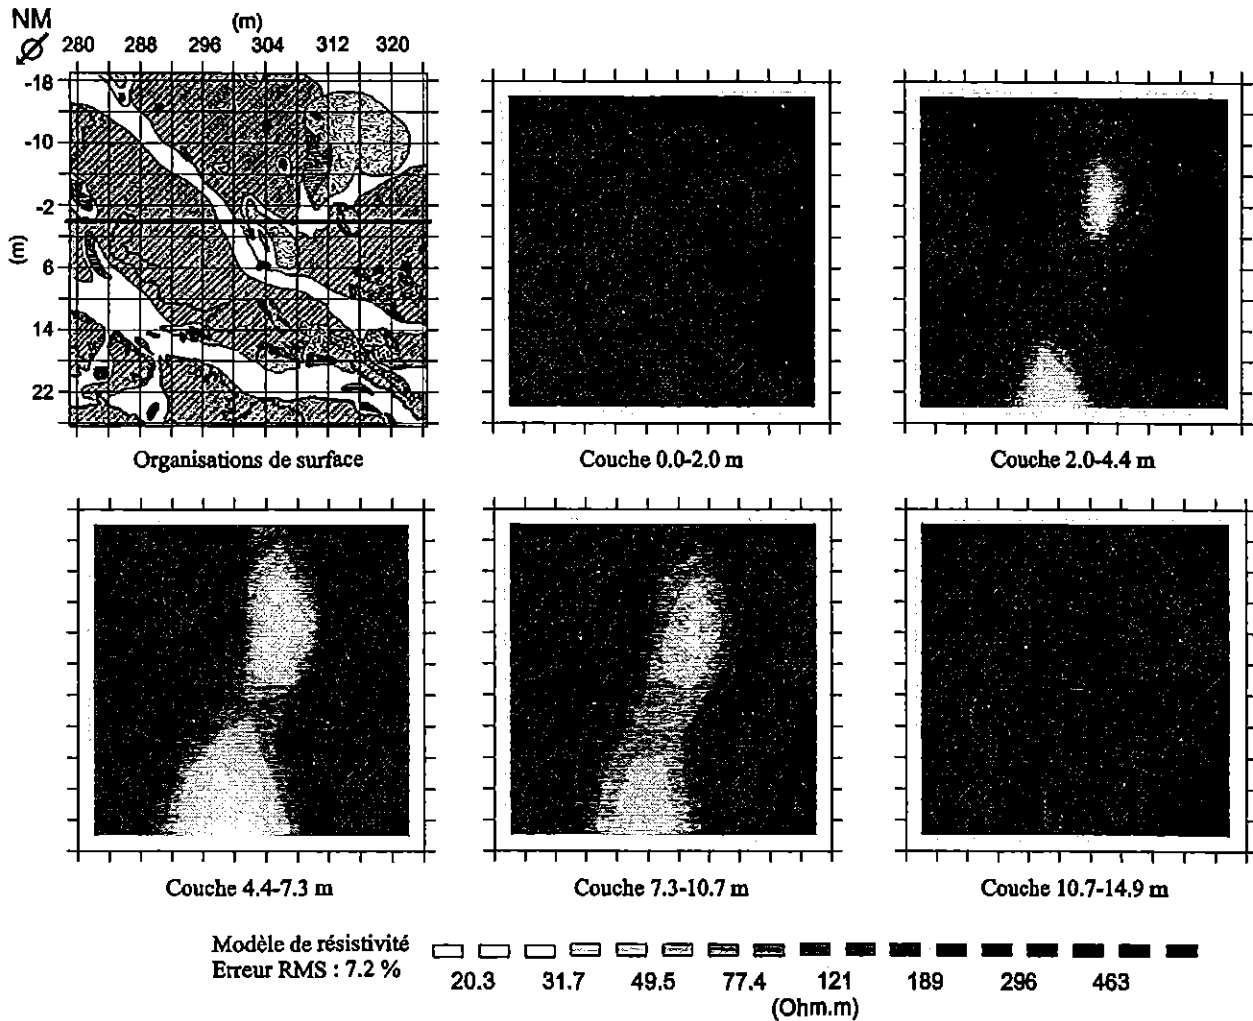 NM
(m)
280 288 296 304 312 320
-18
-10
-2
6
14
22
(m)
Organisations de surface
Couche 0.0-2.0 m
Couche 2.0-4.4 m
Couche 4.4-7.3 m
Couche 7.3-10.7 m
Couche 10.7-14.9 m
Modèle de résistivité
Erreur RMS : 7.2 %
20.3 31.7 49.5 77.4 121 189 296 463
(Ohm.m)